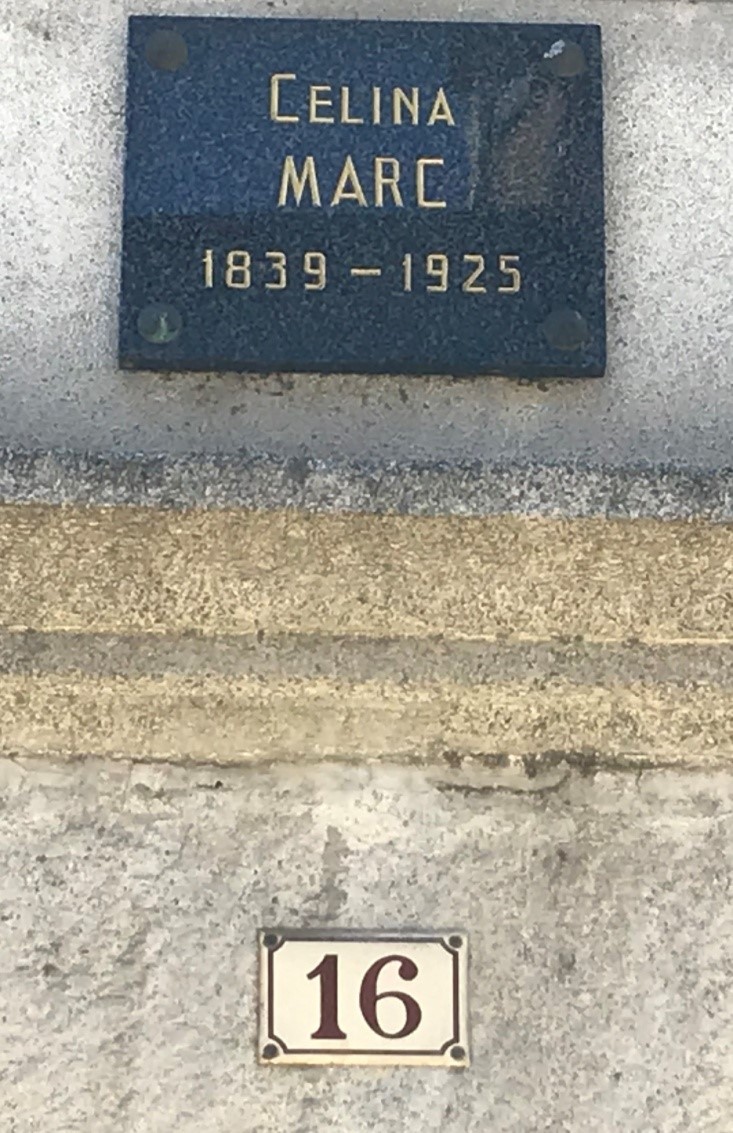 CELINA
MARC
1839 – 1925
16